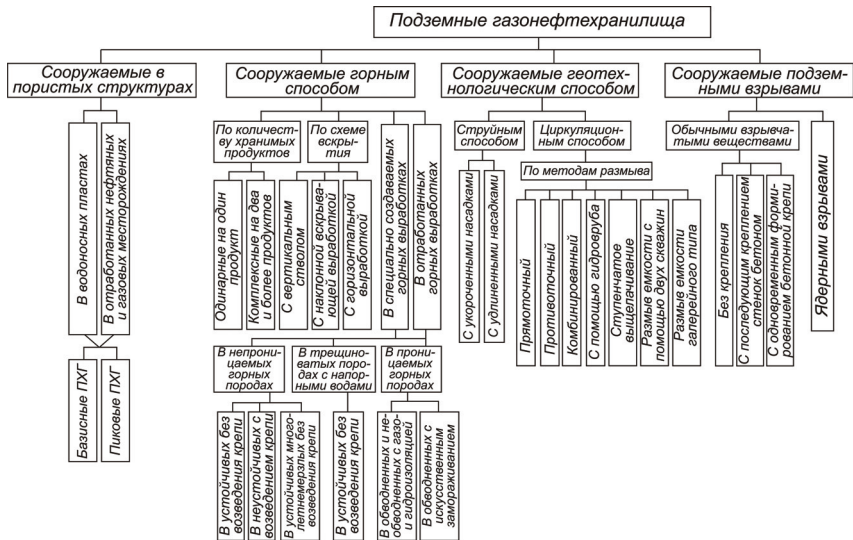 Подземные газонефтехранилища
Сооружаемые в
пористых структурах
Сооружаемые горным
способом
Сооружаемые геотех-
нологическим способом
Сооружаемые подзем-
ными взрывами
В водоносных пластах
В отработанных нефтяных
и газовых месторождениях
Базисные ПХГ
Пиковые ПХГ
По количест-
ву хранимых
продуктов
По схеме
вскры-
тия
В специально создаваемых
горных выработках
В отработанных
горных выработках
Одинарные на один
продукт
Комплексные на два
и более продуктов
С вертикальным
стволом
С наклонной вскрыва-
ющей выработкой
С горизонтальной
выработкой
В непрони-
цаемых
горных
породах
В трещино-
ватых поро-
дах с напор-
ными водами
В прони-
цаемых
горных
породах
В устойчивых без
возведения крепи
В неустойчивых с
возведением крепи
В устойчивых много-
летнемерзлых без
возведения крепи
В устойчивых без
возведения крепи
В обводненных и не-
обводненных с газо-
и гидроизоляцией
В обводненных с
искусственным
замораживанием
Струйным
способом
Циркуляцион-
ным способом
С укороченными насадками
С удлиненными насадками
По методам размыва
Прямоточный
Противоточный
Комбинированный
С помощью гидровруба
Ступенчатое
выщелачивание
Размыв емкости с
помощью двух скважин
Размыв емкости
галерейного типа
Обычными взрывча-
тыми веществами
Ядерными взрывами
Без крепления
С последующим креплением
стенок бетоном
С одновременным форми-
рованием бетонной крепи